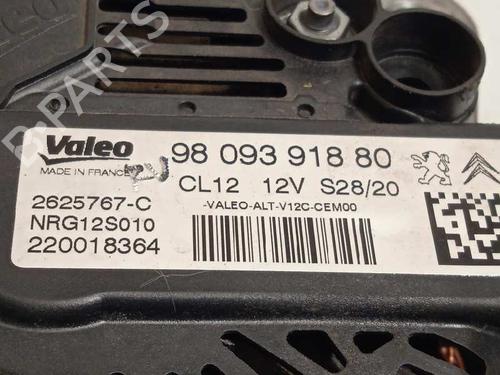 Valeo
MADE IN FRANCE
98 093 918 80
CL12 12V S28/20
-VALEO-ALT-V12C-CEM00
2625767-C
NRG12S010
220018364